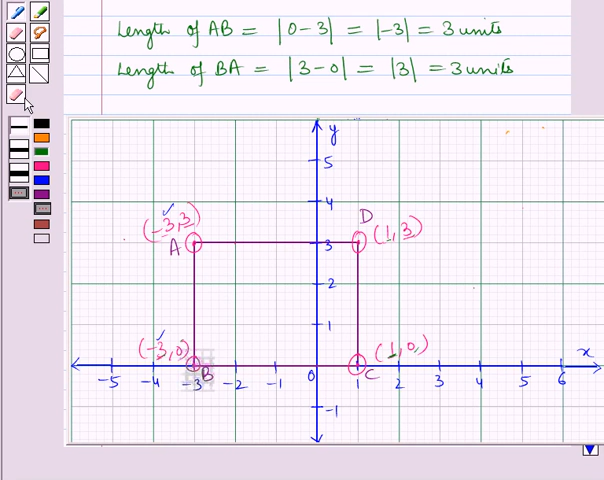 Length of AB = |0-3| = |-3| = 3 units
Length of BA = |3-0| = |3| = 3 units
y
5
4
(-3,3) D
A 3 (1,3)
2
1
(-3,0) (1,0) x
B 0 C
-5 -4 -3 -2 -1 1 2 3 4 5 6
-1